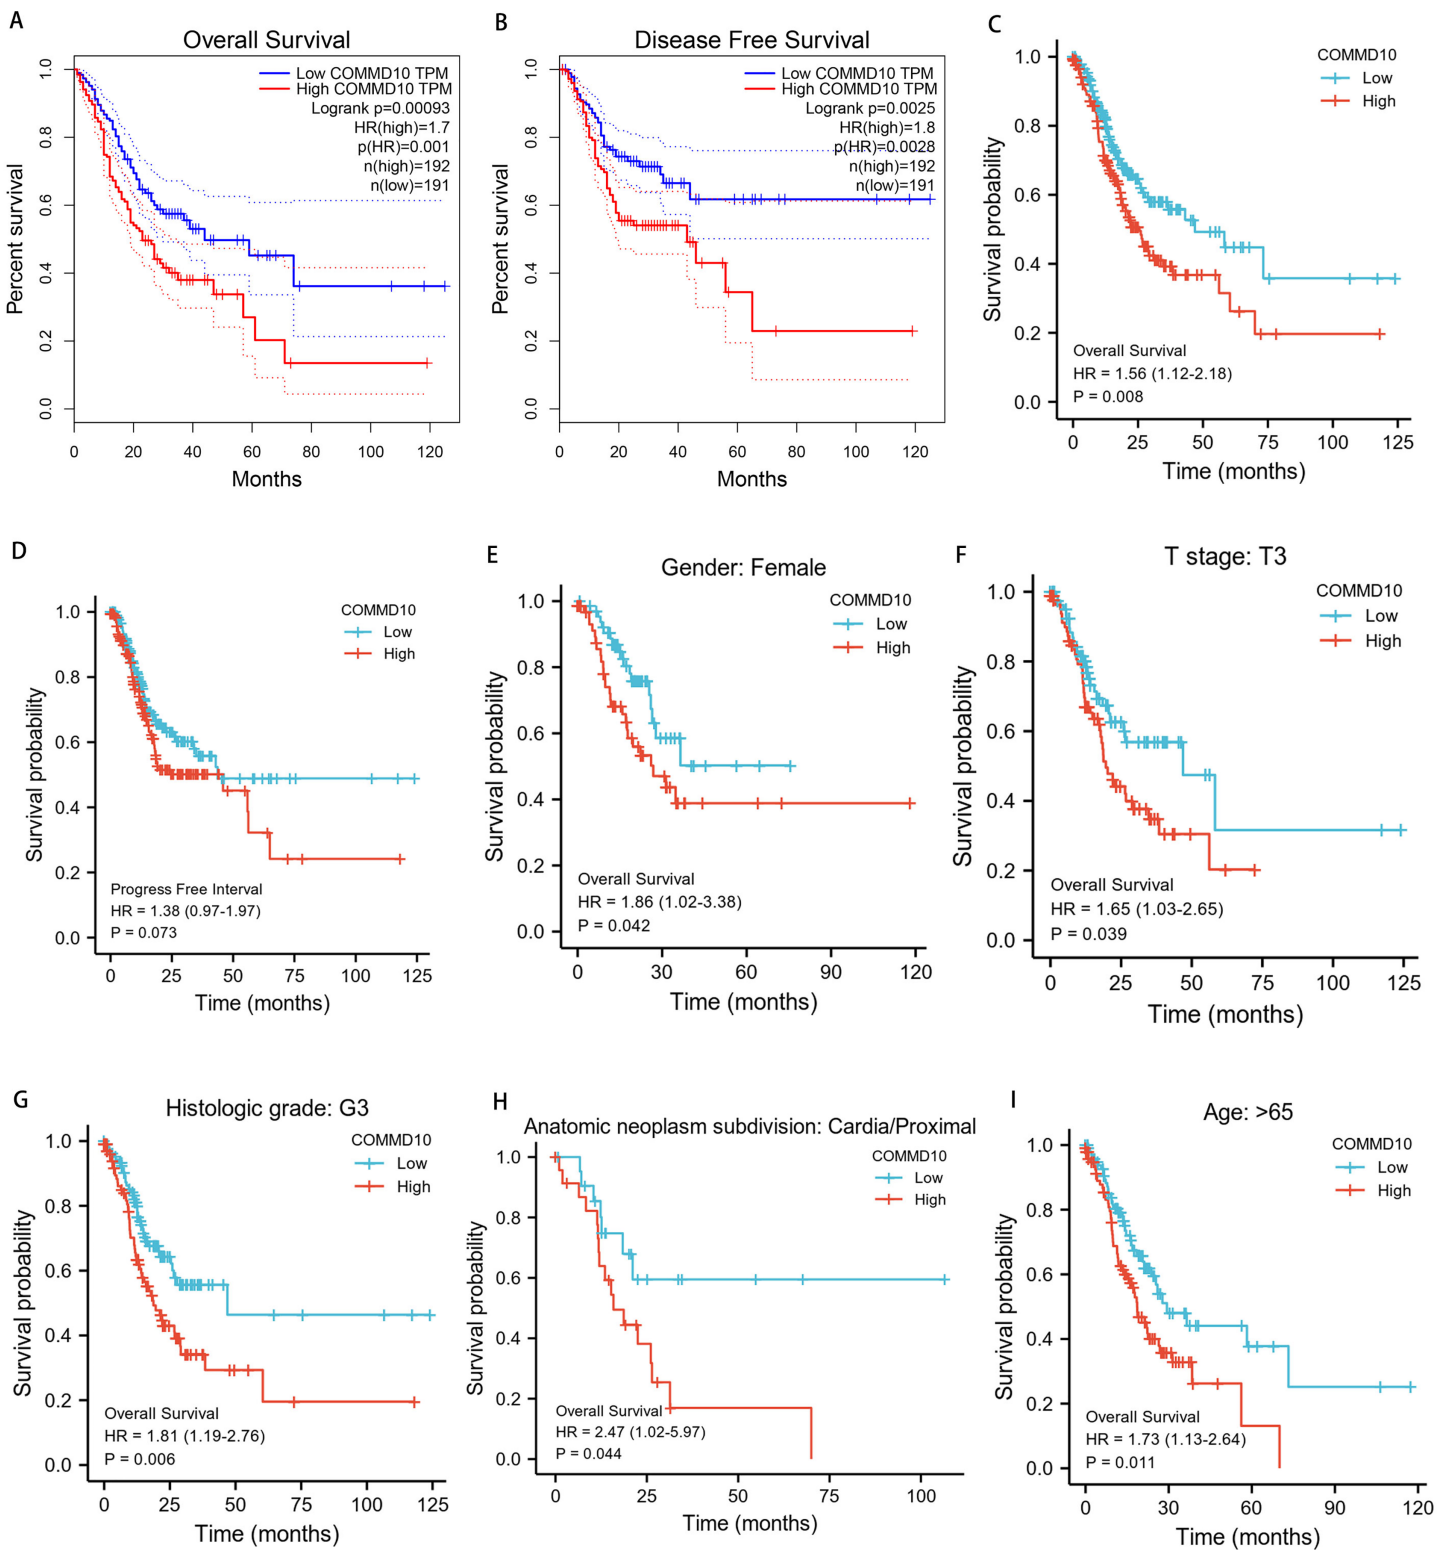 A
Overall Survival
Low COMMD10 TPM
High COMMD10 TPM
Logrank p=0.00093
HR(high)=1.7
p(HR)=0.001
n(high)=192
n(low)=191
Percent survival
1.0
0.8
0.6
0.4
0.2
0.0
0 20 40 60 80 100 120
Months
B
Disease Free Survival
Low COMMD10 TPM
High COMMD10 TPM
Logrank p=0.0025
HR(high)=1.8
p(HR)=0.0028
n(high)=192
n(low)=191
Percent survival
1.0
0.8
0.6
0.4
0.2
0.0
0 20 40 60 80 100 120
Months
C
COMMD10
Low
High
Survival probability
1.0
0.8
0.6
0.4
0.2
0.0
Overall Survival
HR = 1.56 (1.12-2.18)
P = 0.008
0 25 50 75 100 125
Time (months)
D
COMMD10
Low
High
Survival probability
1.0
0.8
0.6
0.4
0.2
0.0
Progress Free Interval
HR = 1.38 (0.97-1.97)
P = 0.073
0 25 50 75 100 125
Time (months)
E
Gender: Female
COMMD10
Low
High
Survival probability
1.0
0.8
0.6
0.4
0.2
0.0
Overall Survival
HR = 1.86 (1.02-3.38)
P = 0.042
0 30 60 90 120
Time (months)
F
T stage: T3
COMMD10
Low
High
Survival probability
1.0
0.8
0.6
0.4
0.2
0.0
Overall Survival
HR = 1.65 (1.03-2.65)
P = 0.039
0 25 50 75 100 125
Time (months)
G
Histologic grade: G3
COMMD10
Low
High
Survival probability
1.0
0.8
0.6
0.4
0.2
0.0
Overall Survival
HR = 1.81 (1.19-2.76)
P = 0.006
0 25 50 75 100 125
Time (months)
H
Anatomic neoplasm subdivision: Cardia/Proximal
COMMD10
Low
High
Survival probability
1.0
0.8
0.6
0.4
0.2
0.0
Overall Survival
HR = 2.47 (1.02-5.97)
P = 0.044
0 25 50 75 100
Time (months)
I
Age: >65
COMMD10
Low
High
Survival probability
1.0
0.8
0.6
0.4
0.2
0.0
Overall Survival
HR = 1.73 (1.13-2.64)
P = 0.011
0 30 60 90 120
Time (months)